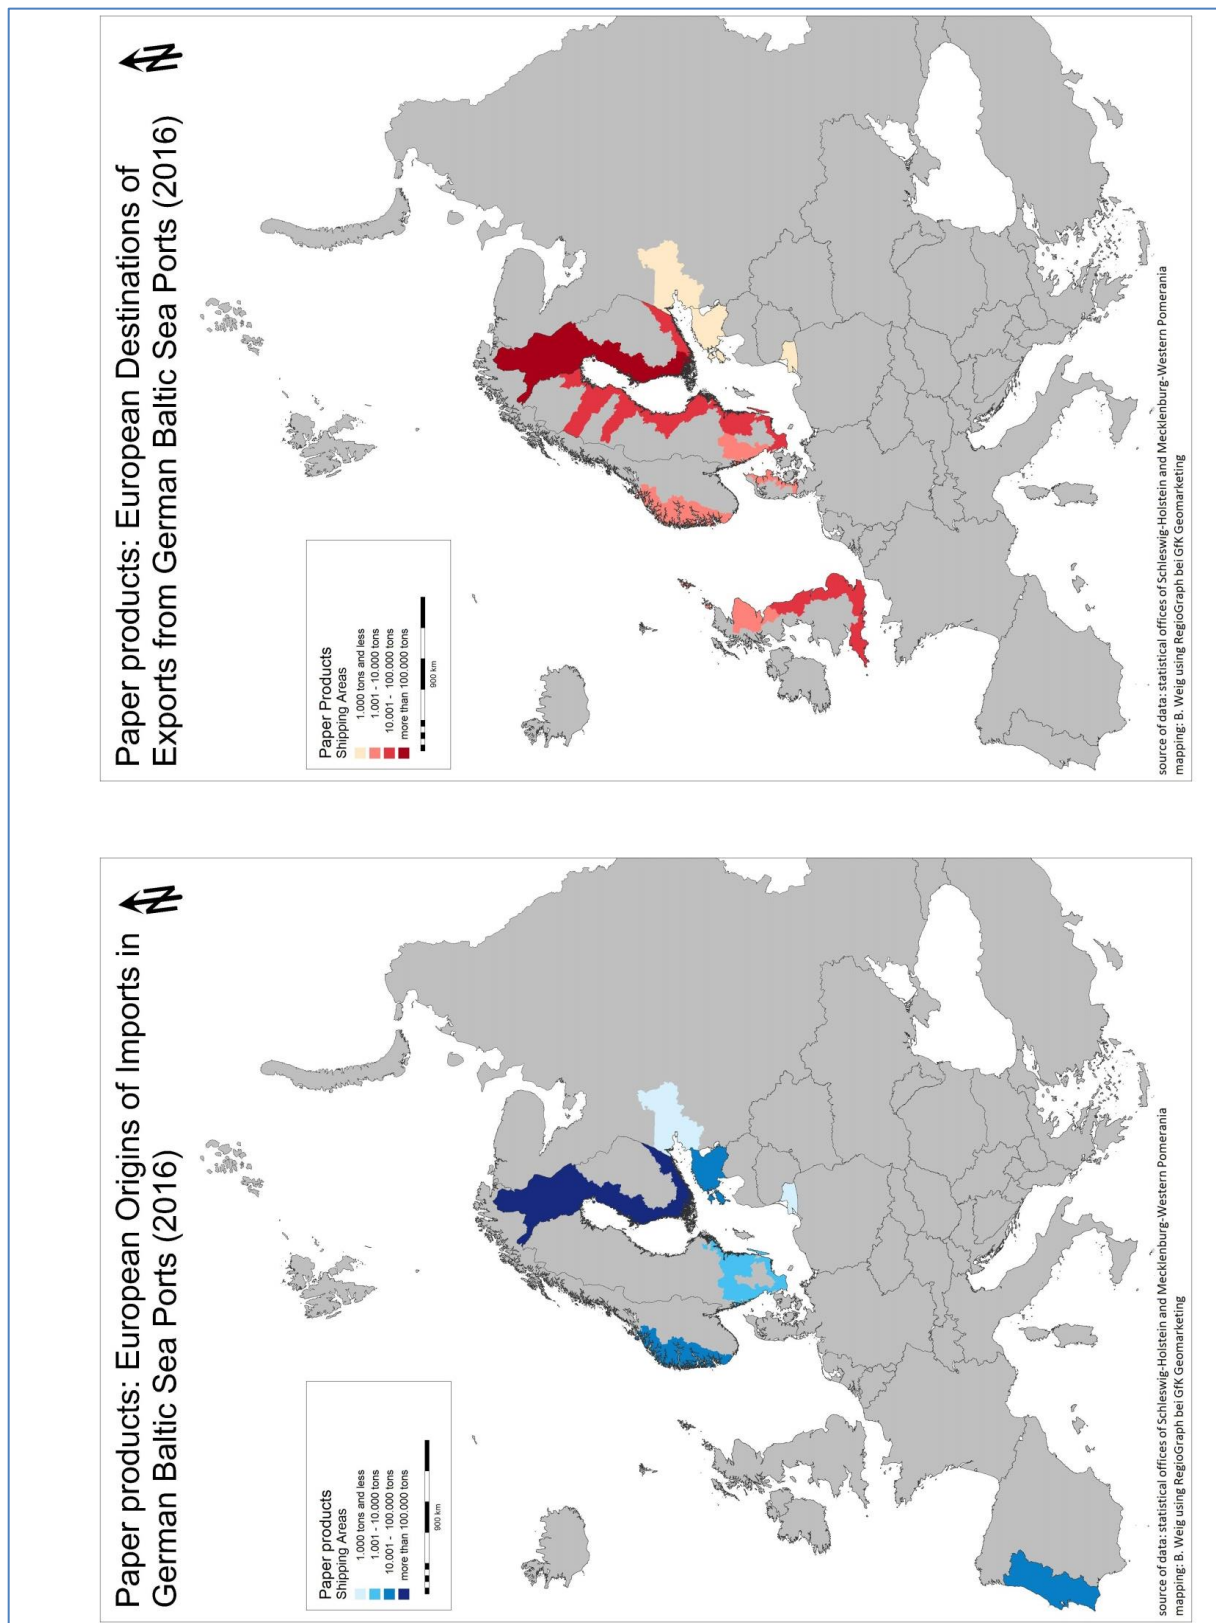 Paper products: European Origins of Imports in
German Baltic Sea Ports (2016)
N
Paper products
Shipping Areas
1.000 tons and less
1.001 - 10.000 tons
10.001 - 100.000 tons
more than 100.000 tons
900 km
source of data: statistical offices of Schleswig-Holstein and Mecklenburg-Western Pomerania
mapping: B. Weig using RegioGraph bei GfK Geomarketing
Paper products: European Destinations of
Exports from German Baltic Sea Ports (2016)
N
Paper Products
Shipping Areas
1.000 tons and less
1.001 - 10.000 tons
10.001 - 100.000 tons
more than 100.000 tons
900 km
source of data: statistical offices of Schleswig-Holstein and Mecklenburg-Western Pomerania
mapping: B. Weig using RegioGraph bei GfK Geomarketing